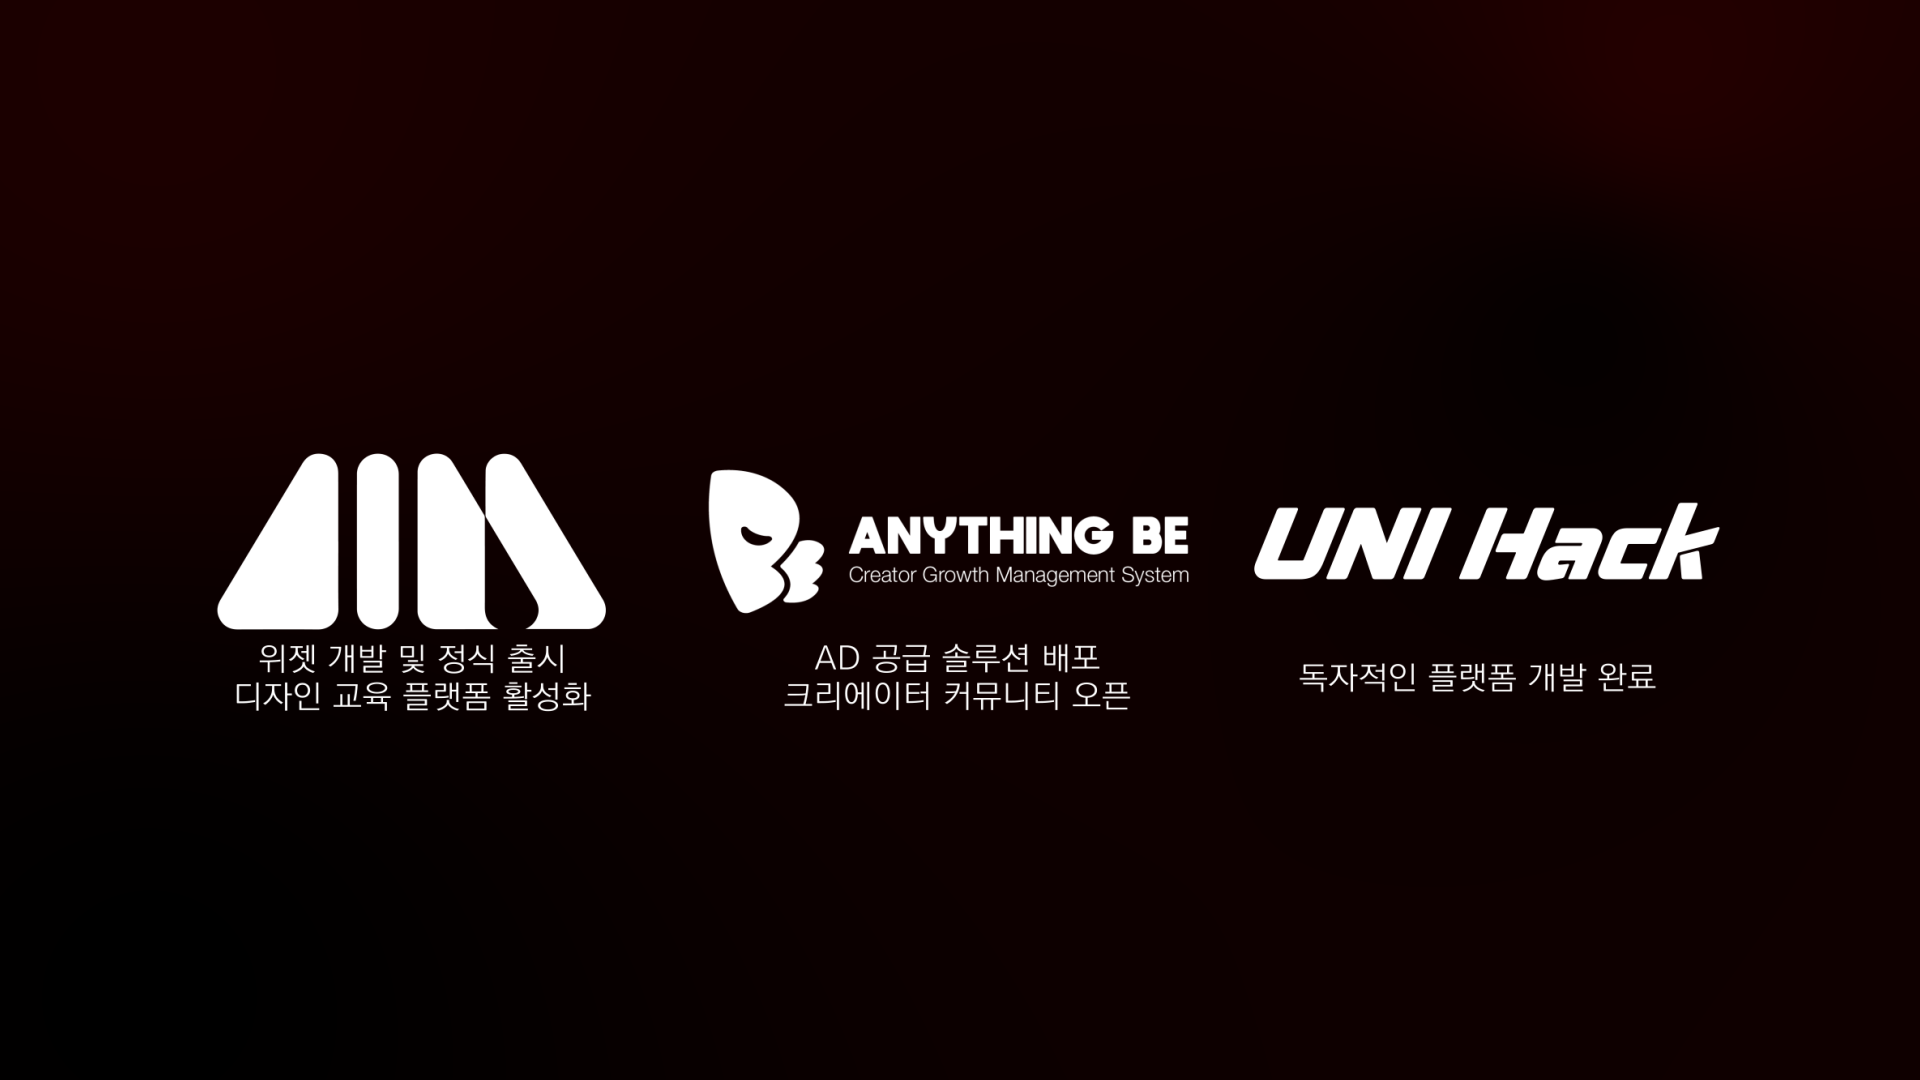 위젯 개발 및 정식 출시
디자인 교육 플랫폼 활성화
ANYTHING BE
Creator Growth Management System
AD 공급 솔루션 배포
크리에이터 커뮤니티 오픈
UNI Hack
독자적인 플랫폼 개발 완료